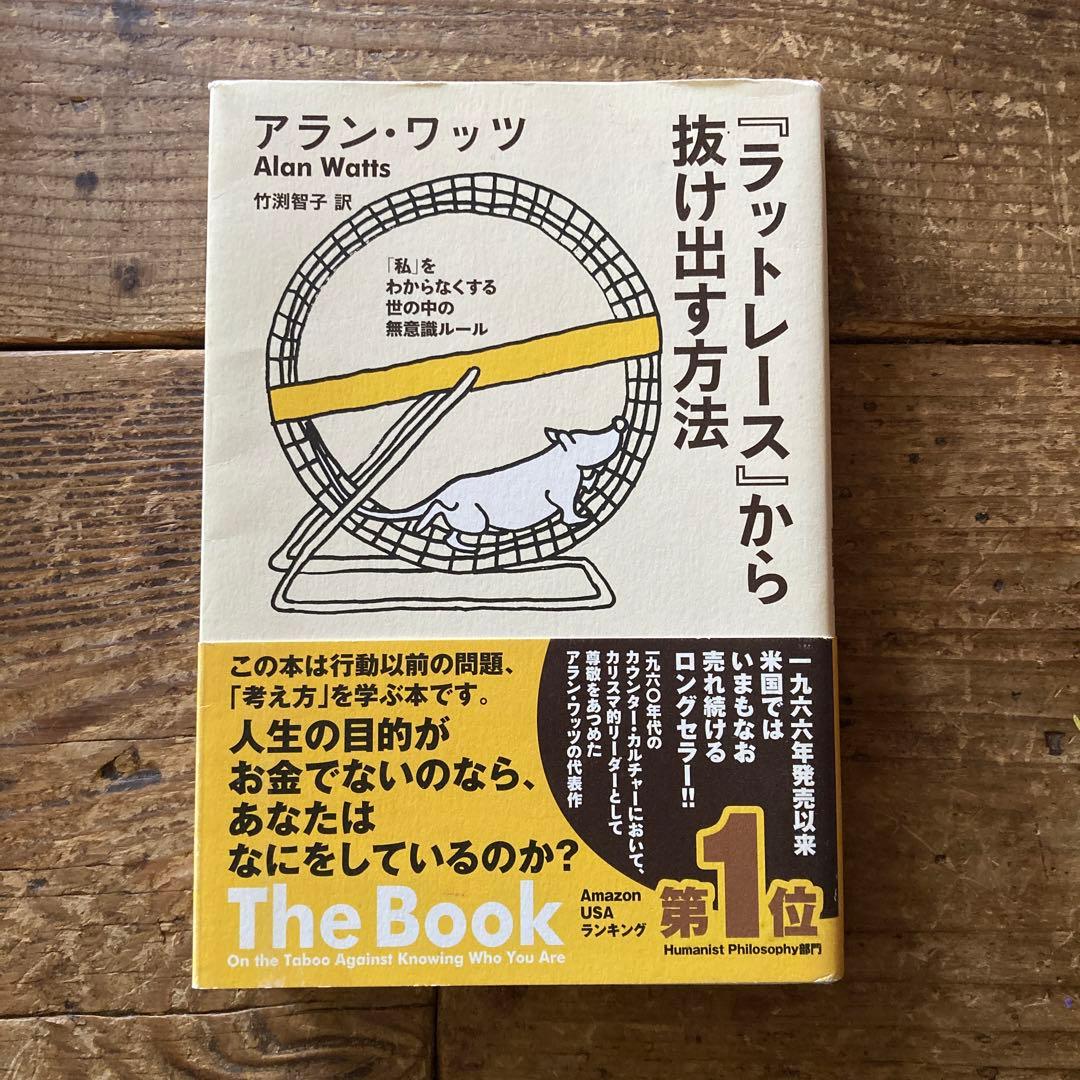 『ラットレース』から
抜け出す方法
アラン・ワッツ
Alan Watts
竹渕智子 訳
「私」を
わからなくする
世の中の
無意識ルール
この本は行動以前の問題、
「考え方」を学ぶ本です。
人生の目的が
お金でないのなら、
あなたは
なにをしているのか?
The Book
On the Taboo Against Knowing Who You Are
一九六六年発売以来
米国では
いまもなお
売れ続ける
ロングセラー!!
一九六〇年代の
カウンター・カルチャーにおいて、
カリスマ的リーダーとして
尊敬をあつめた
アラン・ワッツの代表作
Amazon
USA
ランキング
第1位
Humanist Philosophy部門